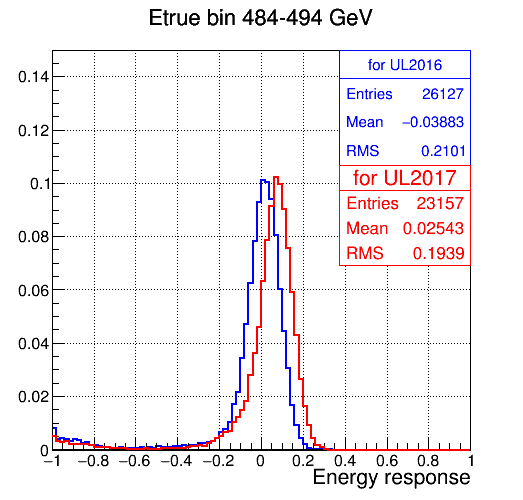 Etrue bin 484-494 GeV
for UL2016
Entries 26127
Mean −0.03883
RMS 0.2101
for UL2017
Entries 23157
Mean 0.02543
RMS 0.1939
0.14
0.12
0.1
0.08
0.06
0.04
0.02
0
−1 −0.8 −0.6 −0.4 −0.2 0 0.2 0.4 0.6 0.8 1
Energy response